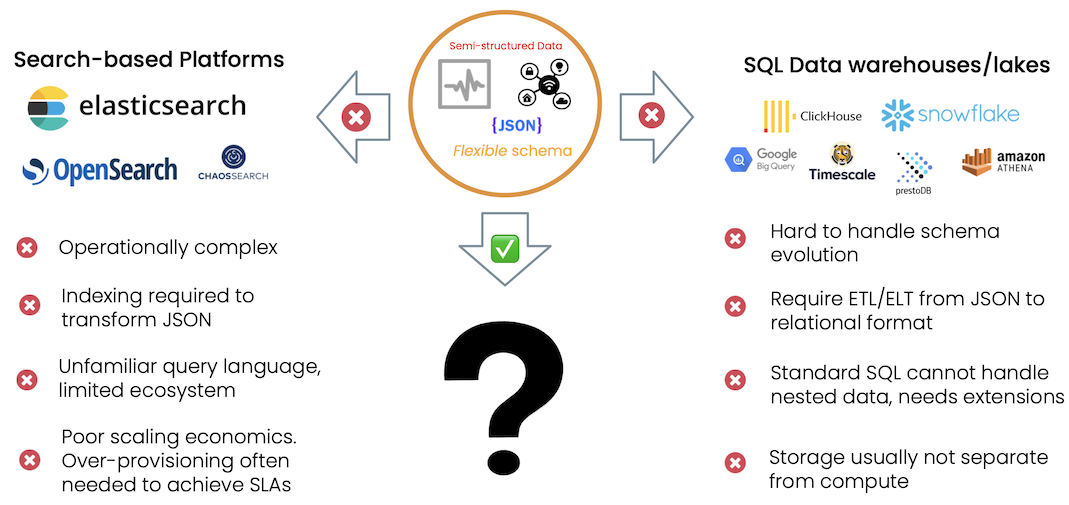 Search-based Platforms
elasticsearch
OpenSearch
CHAOSSEARCH
Operationally complex
Indexing required to
transform JSON
Unfamiliar query language,
limited ecosystem
Poor scaling economics.
Over-provisioning often
needed to achieve SLAs
Semi-structured Data
{JSON}
Flexible schema
?
SQL Data warehouses/lakes
ClickHouse
snowflake
Google
Big Query
Timescale
prestoDB
amazon
ATHENA
Hard to handle schema
evolution
Require ETL/ELT from JSON to
relational format
Standard SQL cannot handle
nested data, needs extensions
Storage usually not separate
from compute